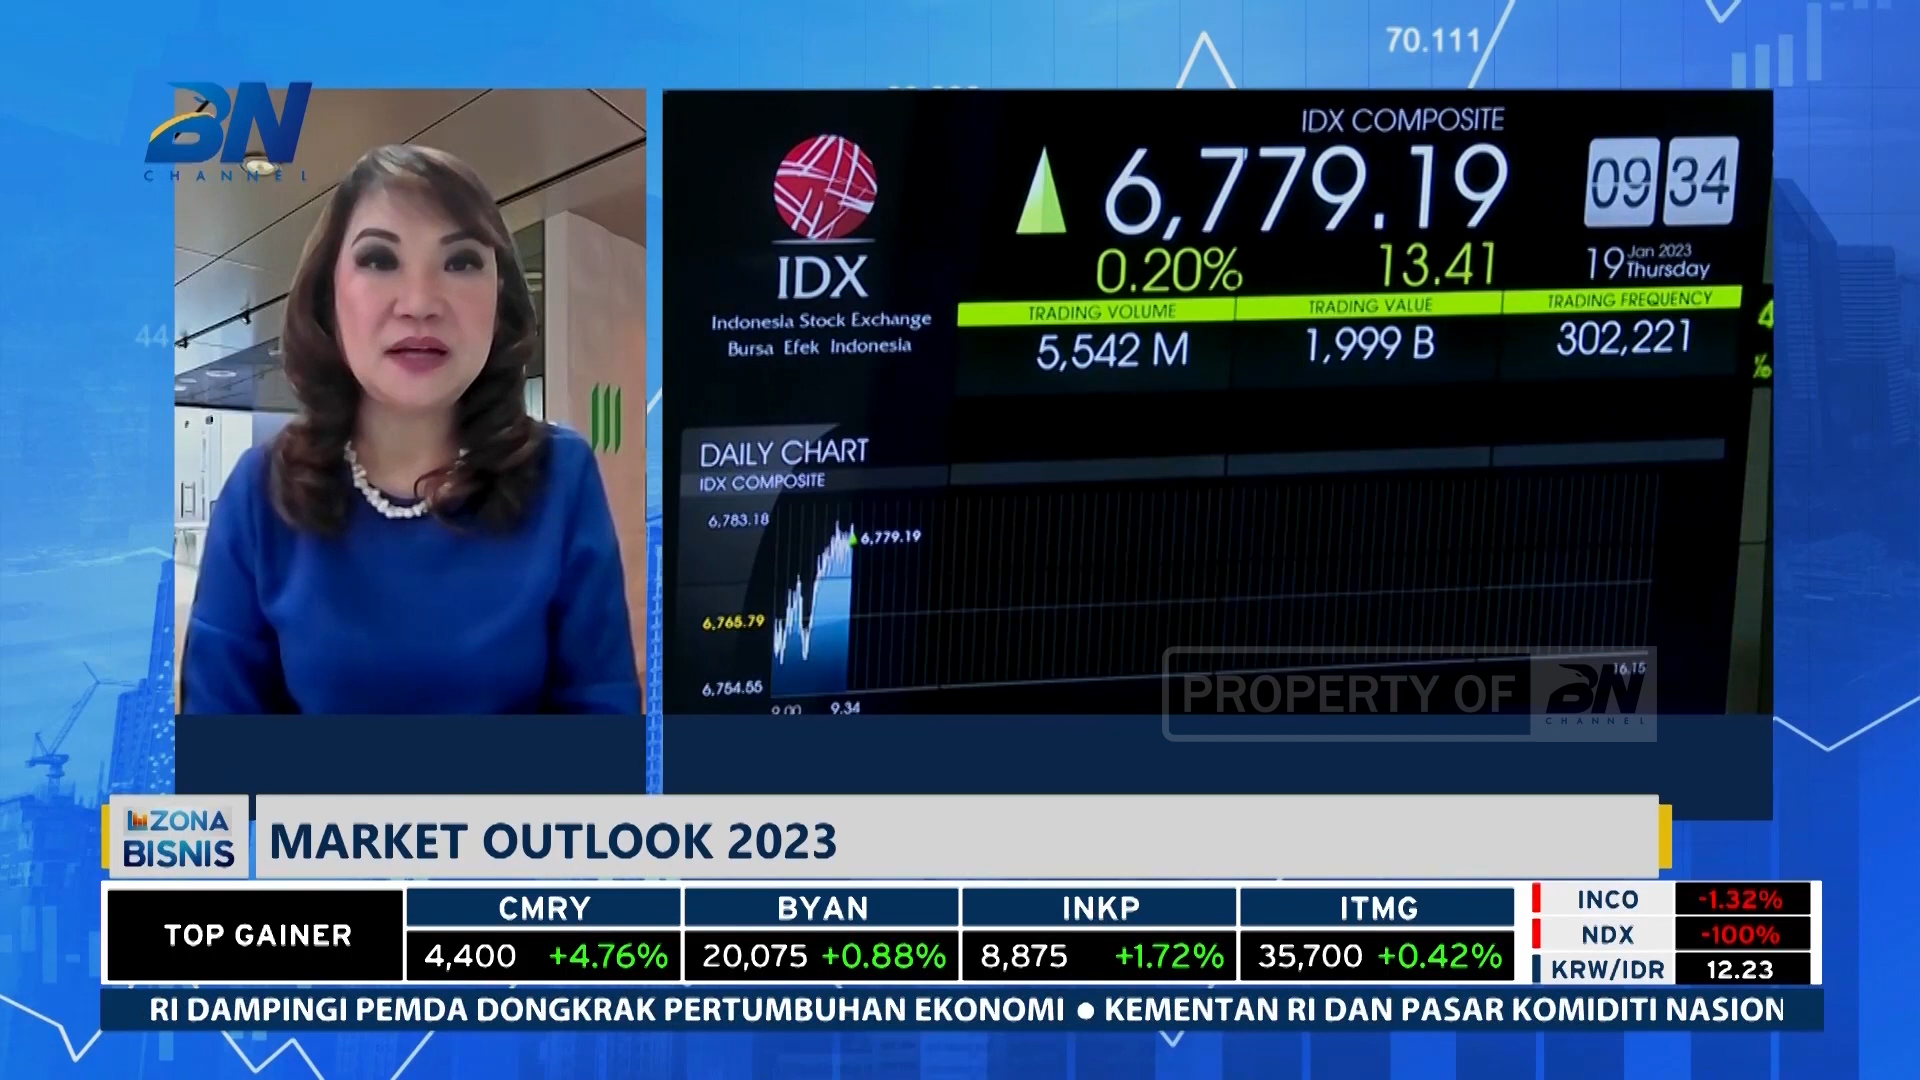 70.111
BN
CHANNEL
44
IDX COMPOSITE
6,779.19
09 34
0.20% 13.41
19 Jan 2023
Thursday
IDX
Indonesia Stock Exchange
Bursa Efek Indonesia
TRADING VOLUME TRADING VALUE TRADING FREQUENCY
5,542 M 1,999 B 302,221
4
%
DAILY CHART
IDX COMPOSITE
6,783.18
6,779.19
6,765.79
6,754.55
16.15
9.00 9.34
PROPERTY OF BN
CHANNEL
ZONA
BISNIS
MARKET OUTLOOK 2023
TOP GAINER
CMRY BYAN INKP ITMG
4,400 +4.76% 20,075 +0.88% 8,875 +1.72% 35,700 +0.42%
INCO -1.32%
NDX -100%
KRW/IDR 12.23
RI DAMPINGI PEMDA DONGKRAK PERTUMBUHAN EKONOMI ● KEMENTAN RI DAN PASAR KOMIDITI NASION